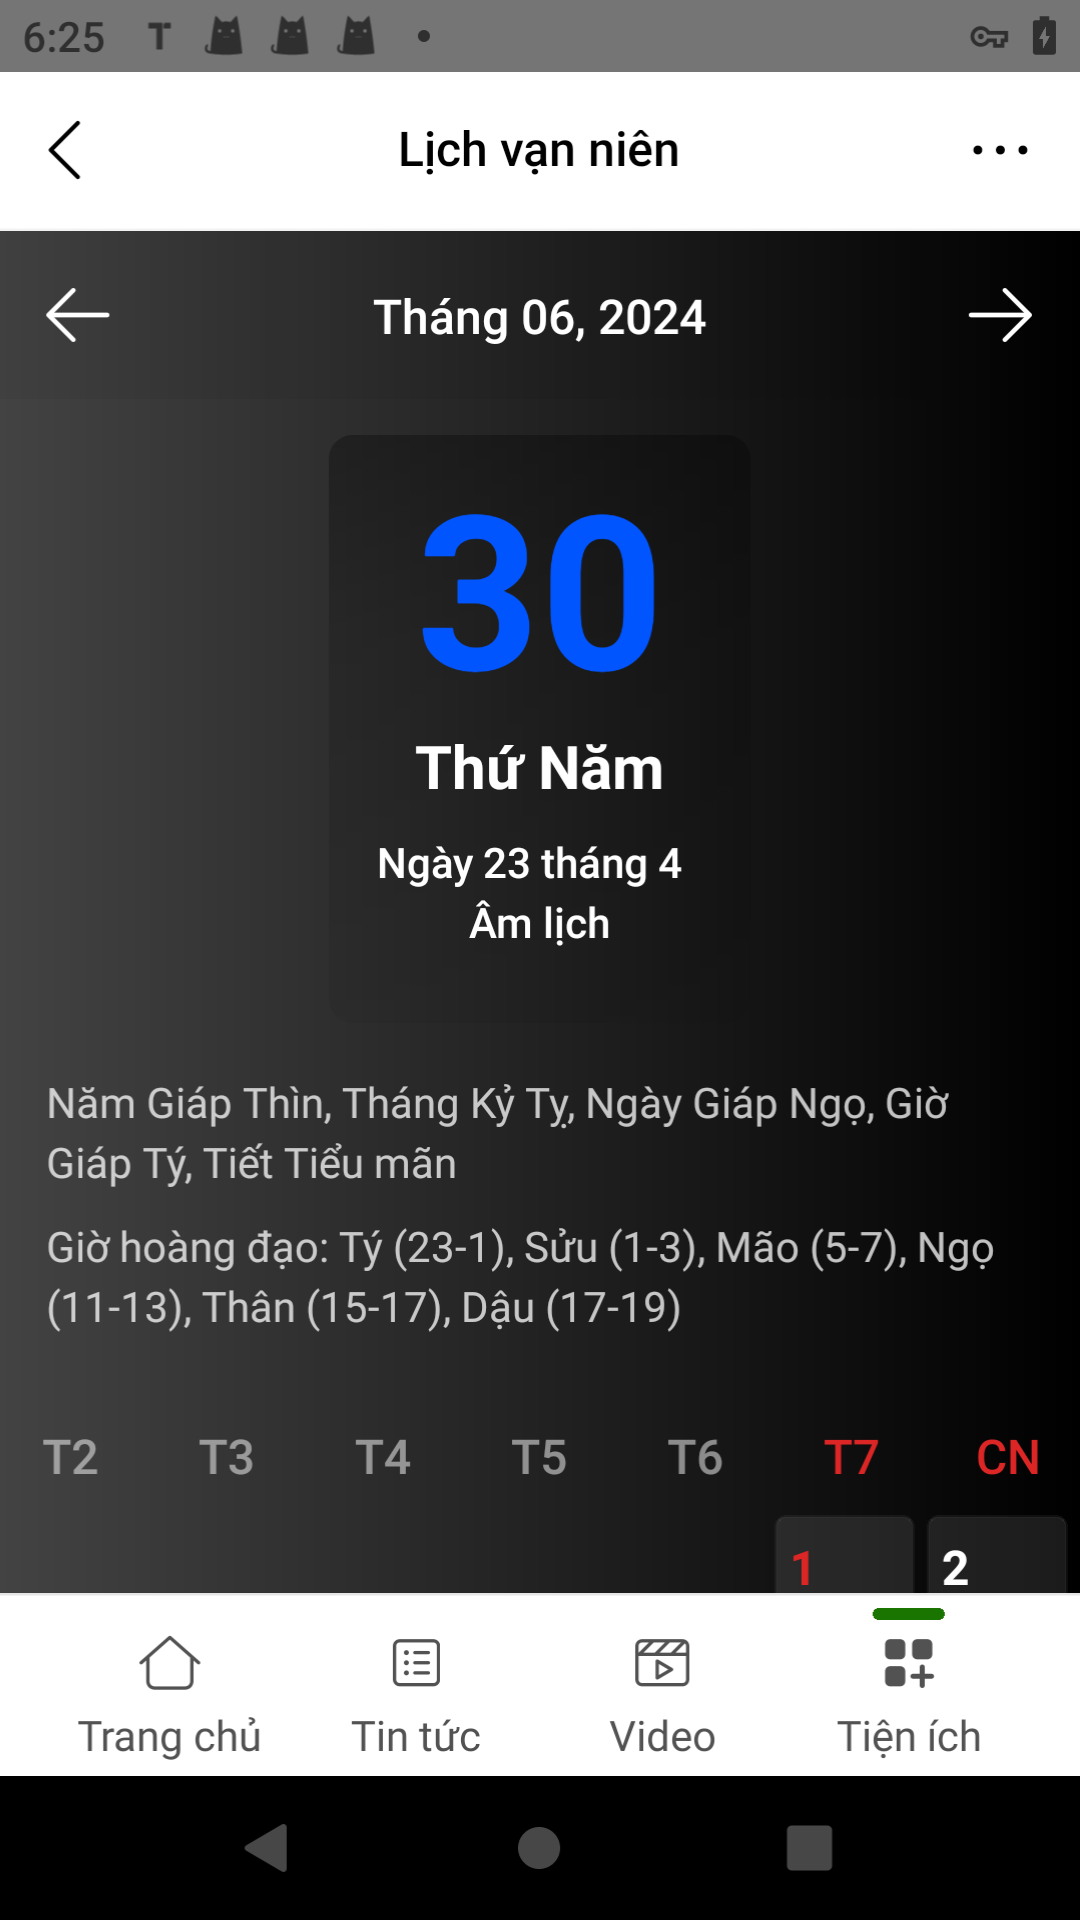 6:25
Lịch vạn niên
Tháng 06, 2024
30
Thứ Năm
Ngày 23 tháng 4
Âm lịch
Năm Giáp Thìn, Tháng Kỷ Tỵ, Ngày Giáp Ngọ, Giờ
Giáp Tý, Tiết Tiểu mãn
Giờ hoàng đạo: Tý (23-1), Sửu (1-3), Mão (5-7), Ngọ
(11-13), Thân (15-17), Dậu (17-19)
T2 T3 T4 T5 T6 T7 CN
1 2
Trang chủ Tin tức Video Tiện ích